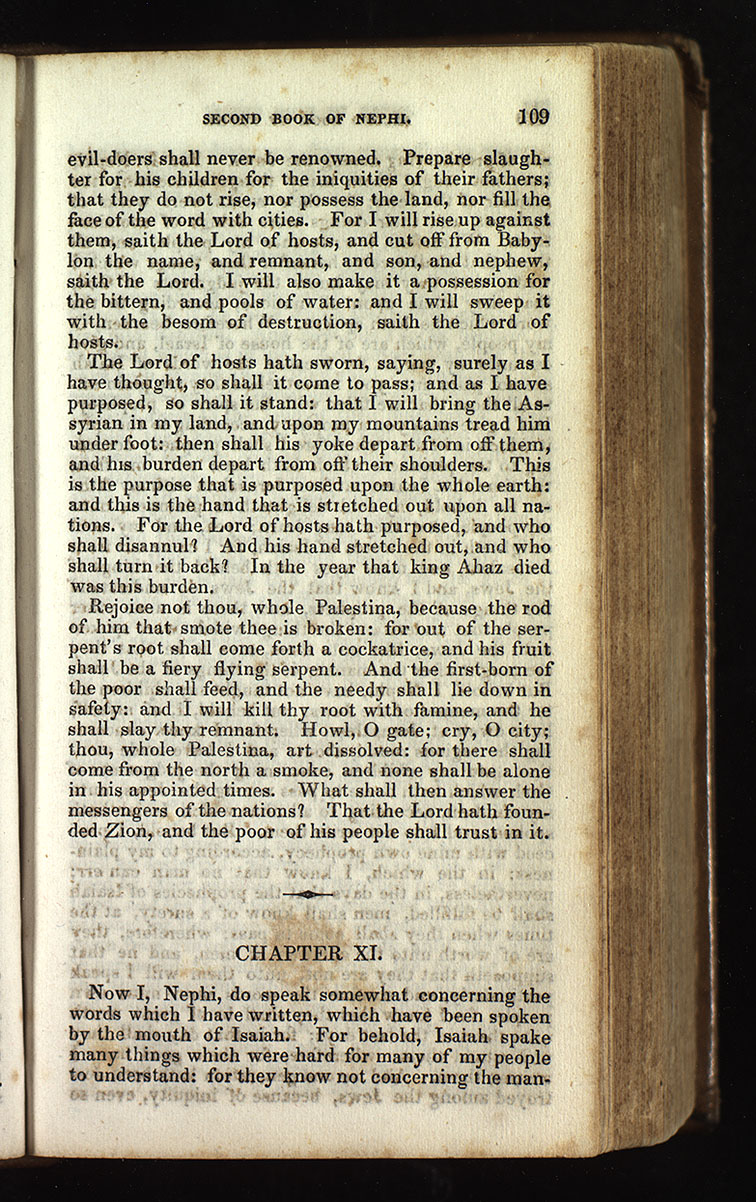 SECOND BOOK OF NEPHI. 109
evil-doers shall never be renowned. Prepare slaugh-
ter for his children for the iniquities of their fathers;
that they do not rise, nor possess the land, nor fill the
face of the word with cities. For I will rise up against
them, saith the Lord of hosts, and cut off from Baby-
lon the name, and remnant, and son, and nephew,
saith the Lord. I will also make it a possession for
the bittern, and pools of water: and I will sweep it
with the besom of destruction, saith the Lord of
hosts.
The Lord of hosts hath sworn, saying, surely as I
have thought, so shall it come to pass; and as I have
purposed, so shall it stand: that I will bring the As-
syrian in my land, and upon my mountains tread him
under foot: then shall his yoke depart from off them,
and his burden depart from off their shoulders. This
is the purpose that is purposed upon the whole earth:
and this is the hand that is stretched out upon all na-
tions. For the Lord of hosts hath purposed, and who
shall disannul? And his hand stretched out, and who
shall turn it back? In the year that king Ahaz died
was this burden.
Rejoice not thou, whole Palestina, because the rod
of him that smote thee is broken: for out of the ser-
pent's root shall come forth a cockatrice, and his fruit
shall be a fiery flying serpent. And the first-born of
the poor shall feed, and the needy shall lie down in
safety: and I will kill thy root with famine, and he
shall slay thy remnant. Howl, O gate; cry, O city;
thou, whole Palestina, art dissolved: for there shall
come from the north a smoke, and none shall be alone
in his appointed times. What shall then answer the
messengers of the nations? That the Lord hath foun-
ded Zion, and the poor of his people shall trust in it.
CHAPTER XI.
Now I, Nephi, do speak somewhat concerning the
words which I have written, which have been spoken
by the mouth of Isaiah. For behold, Isaiah spake
many things which were hard for many of my people
to understand: for they know not concerning the man-